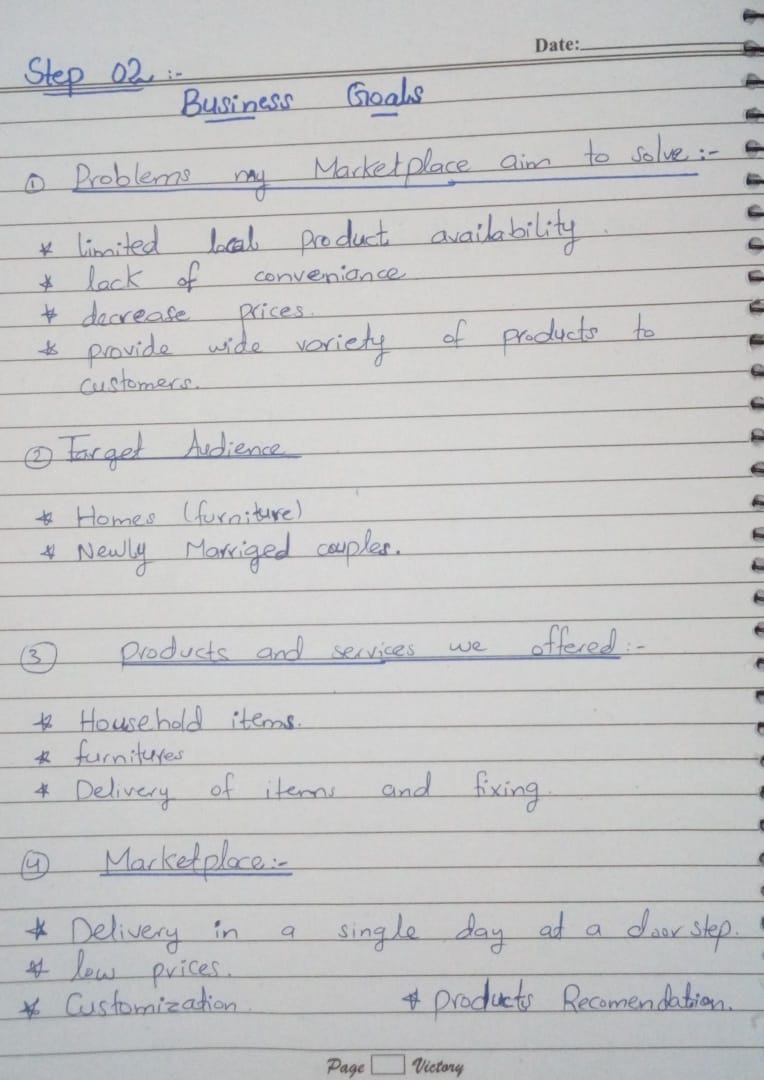 Date:
Step 02 :-
Business Goals
① Problems my Marketplace aim to solve :-
* limited local product availability.
* lack of conveniance
* decrease prices.
* provide wide variety of products to
customers.
② Target Audience
* Homes (furniture)
* Newly Marriged couples.
③ products and services we offered :-
* Household items.
* furnitures
* Delivery of items and fixing.
④ Marketplace :-
* Delivery in a single day at a door step.
* low prices.
* Customization. * products Recomendation.
Page Victory